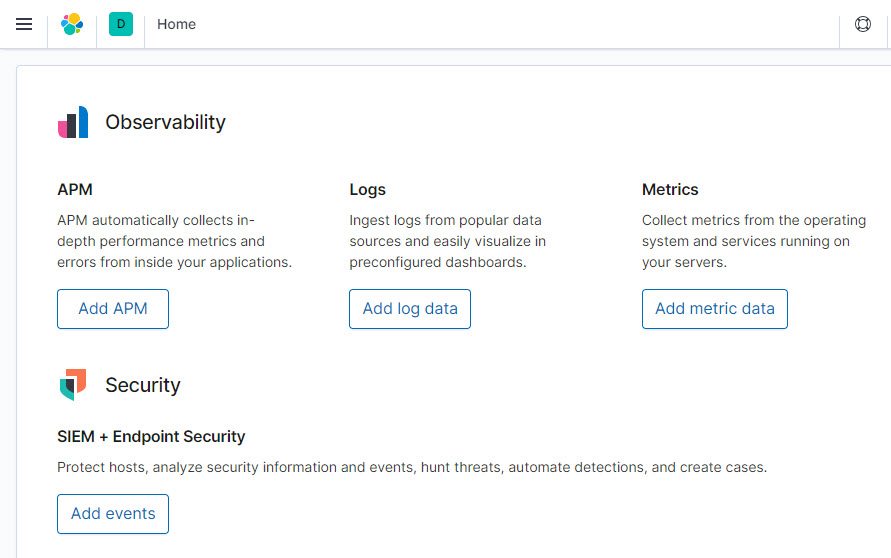 D Home
Observability
APM
APM automatically collects in-
depth performance metrics and
errors from inside your applications.
Add APM
Logs
Ingest logs from popular data
sources and easily visualize in
preconfigured dashboards.
Add log data
Metrics
Collect metrics from the operating
system and services running on
your servers.
Add metric data
Security
SIEM + Endpoint Security
Protect hosts, analyze security information and events, hunt threats, automate detections, and create cases.
Add events